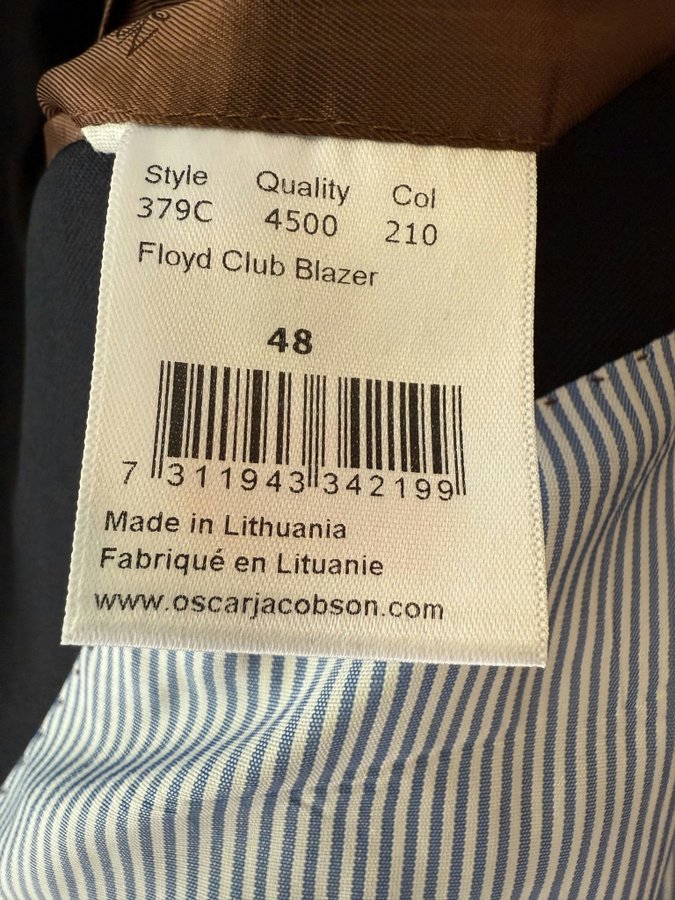 Style Quality Col
379C 4500 210
Floyd Club Blazer
48
7 311943 342199
Made in Lithuania
Fabriqué en Lituanie
www.oscarjacobson.com